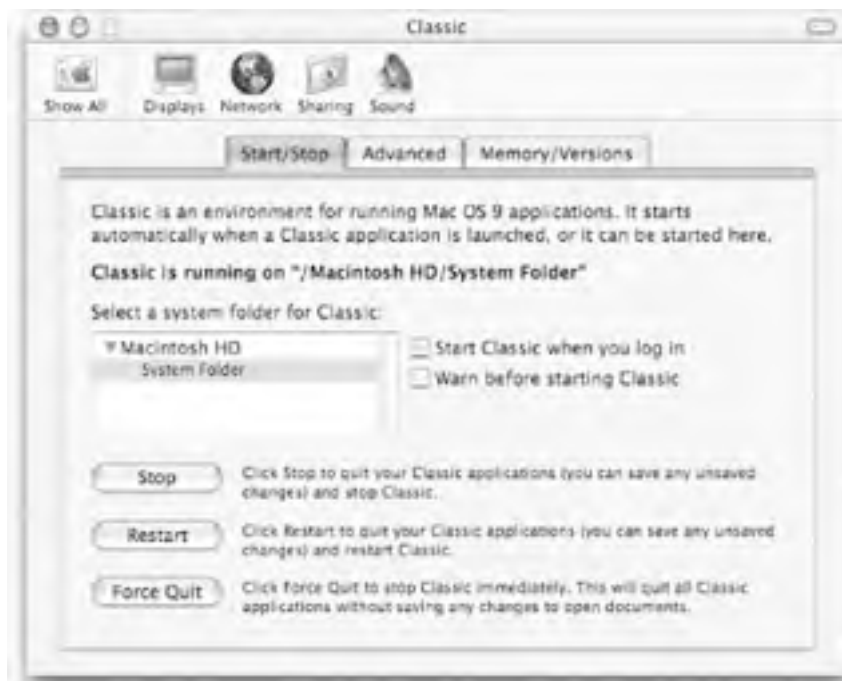 Classic
Show All Displays Network Sharing Sound
Start/Stop Advanced Memory/Versions
Classic is an environment for running Mac OS 9 applications. It starts
automatically when a Classic application is launched, or it can be started here.
Classic is running on "/Macintosh HD/System Folder"
Select a system folder for Classic:
Macintosh HD
System Folder
Start Classic when you log in
Warn before starting Classic
Stop
Click Stop to quit your Classic applications (you can save any unsaved
changes) and stop Classic.
Restart
Click Restart to quit your Classic applications (you can save any unsaved
changes) and restart Classic.
Force Quit
Click Force Quit to stop Classic immediately. This will quit all Classic
applications without saving any changes to open documents.